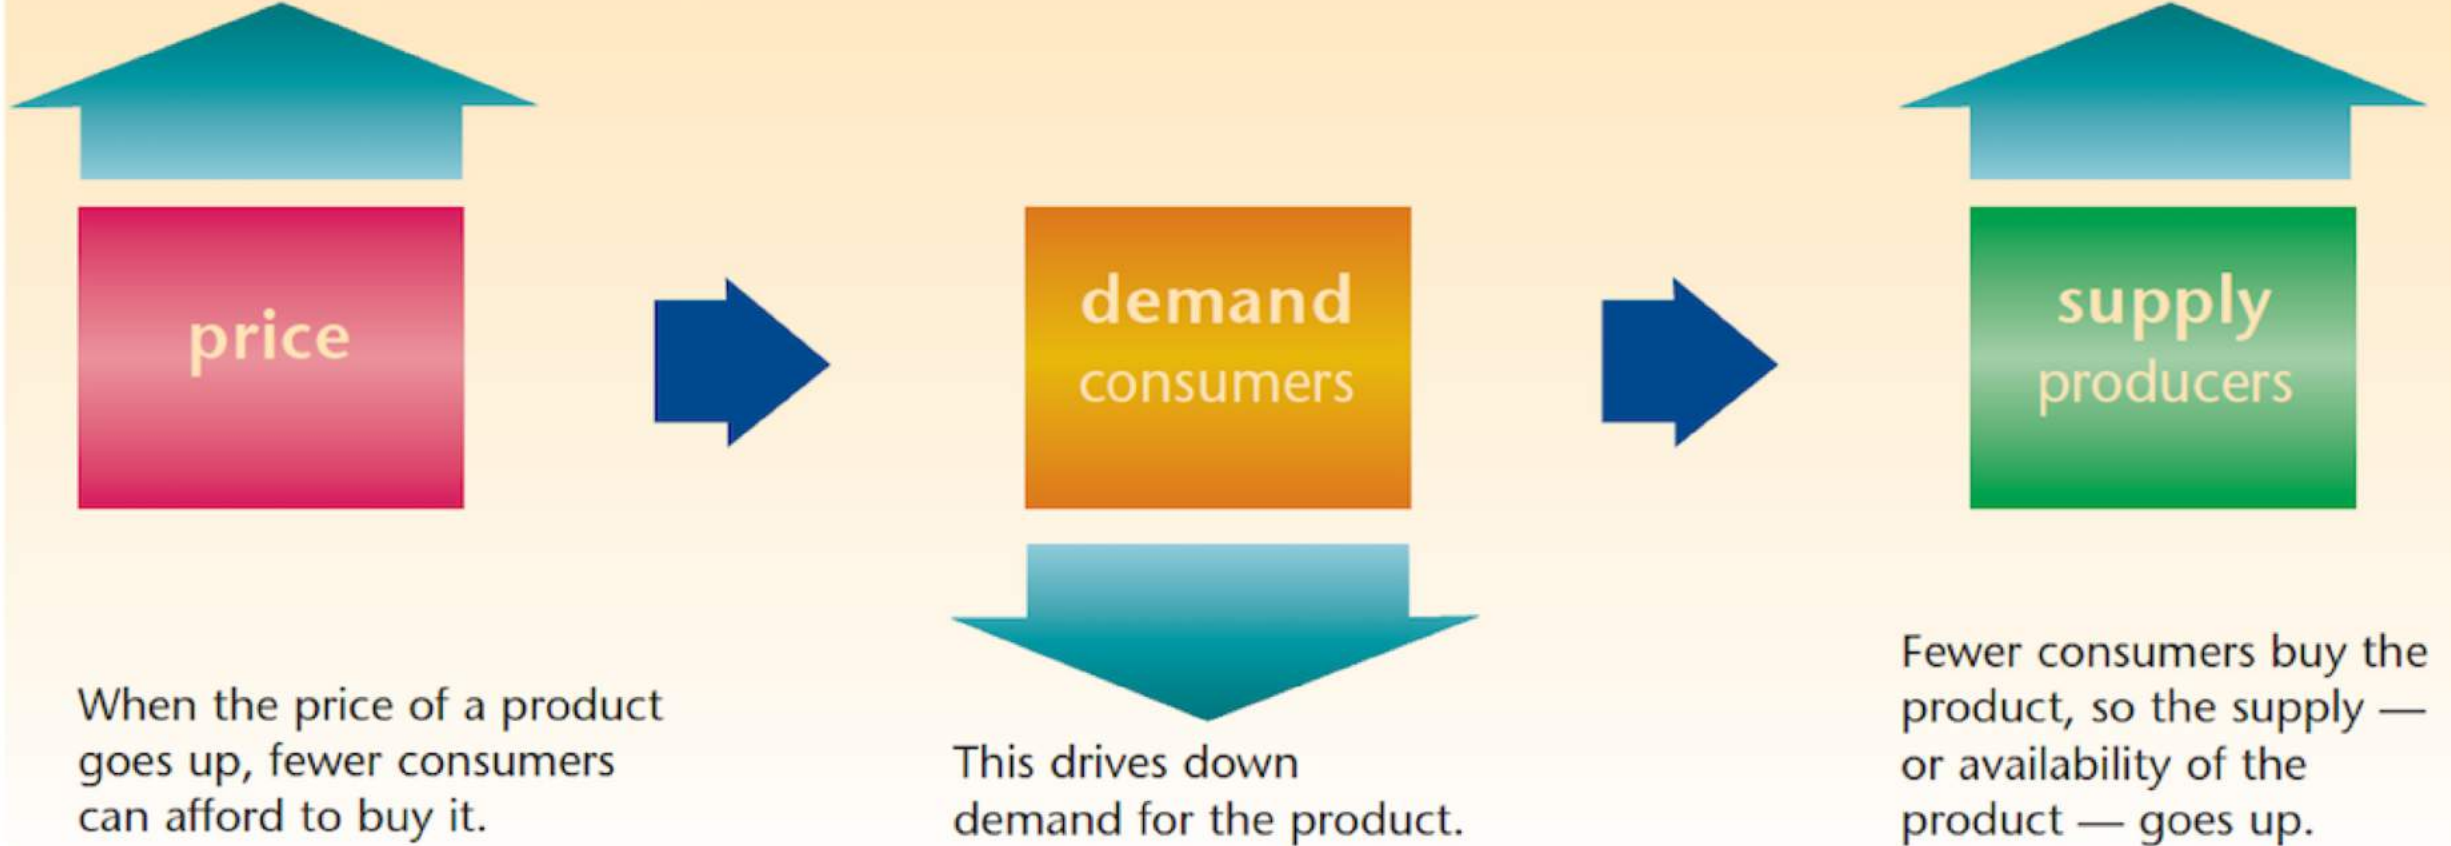 price
demand
consumers
supply
producers
When the price of a product
goes up, fewer consumers
can afford to buy it.
This drives down
demand for the product.
Fewer consumers buy the
product, so the supply —
or availability of the
product — goes up.